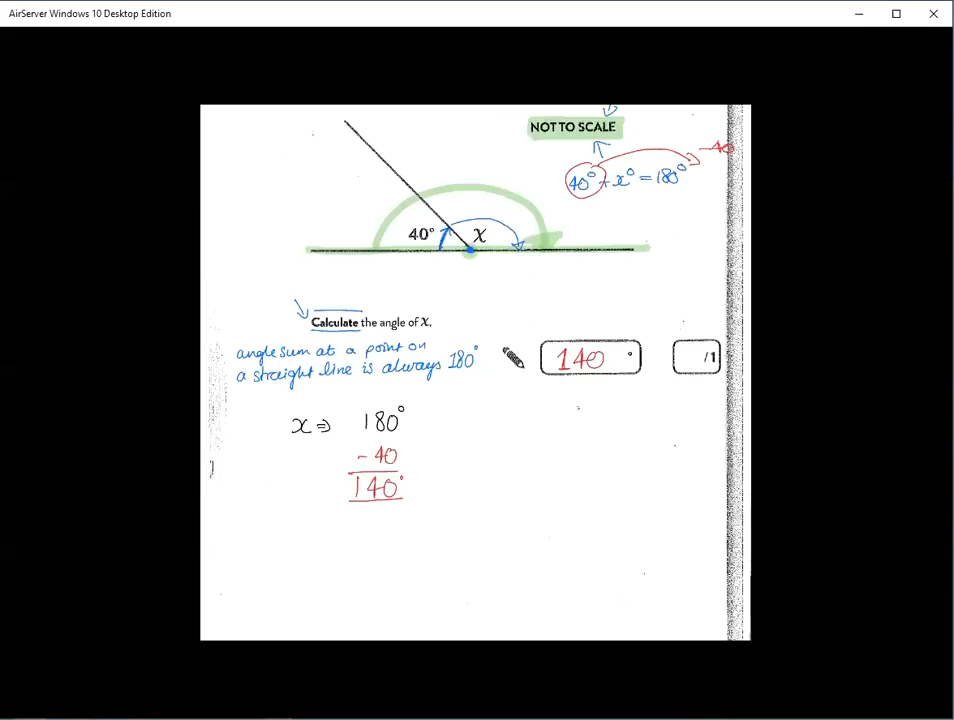 AirServer Windows 10 Desktop Edition
NOT TO SCALE
-40
40° + x° = 180°
40° x
Calculate the angle of x.
angle sum at a point on
a straight line is always 180°
140 ° /1
x ⇒ 180°
- 40
140°